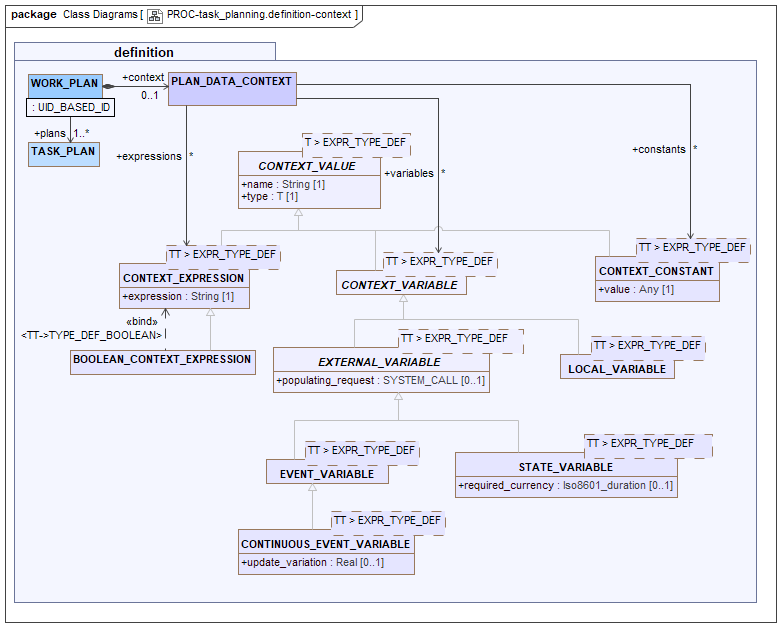 package Class Diagrams [ PROC-task_planning.definition-context ]
definition
WORK_PLAN
: UID_BASED_ID
+context
0..1
PLAN_DATA_CONTEXT
+plans 1..*
TASK_PLAN
+expressions *
+variables *
+constants *
T > EXPR_TYPE_DEF
CONTEXT_VALUE
+name : String [1]
+type : T [1]
TT > EXPR_TYPE_DEF
CONTEXT_EXPRESSION
+expression : String [1]
TT > EXPR_TYPE_DEF
CONTEXT_VARIABLE
TT > EXPR_TYPE_DEF
CONTEXT_CONSTANT
+value : Any [1]
«bind»
<TT->TYPE_DEF_BOOLEAN>
BOOLEAN_CONTEXT_EXPRESSION
TT > EXPR_TYPE_DEF
EXTERNAL_VARIABLE
+populating_request : SYSTEM_CALL [0..1]
TT > EXPR_TYPE_DEF
LOCAL_VARIABLE
TT > EXPR_TYPE_DEF
EVENT_VARIABLE
TT > EXPR_TYPE_DEF
STATE_VARIABLE
+required_currency : Iso8601_duration [0..1]
TT > EXPR_TYPE_DEF
CONTINUOUS_EVENT_VARIABLE
+update_variation : Real [0..1]